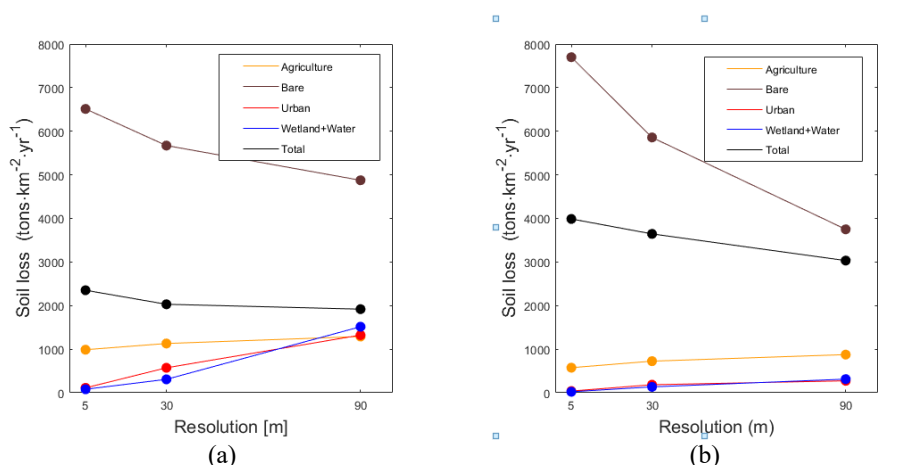 8000
7000
6000
5000
4000
3000
2000
1000
0
Soil loss (tons·km-2·yr-1)
Agriculture
Bare
Urban
Wetland+Water
Total
5 30 90
Resolution [m]
(a)
8000
7000
6000
5000
4000
3000
2000
1000
0
Soil loss (tons·km-2·yr-1)
Agriculture
Bare
Urban
Wetland+Water
Total
5 30 90
Resolution (m)
(b)